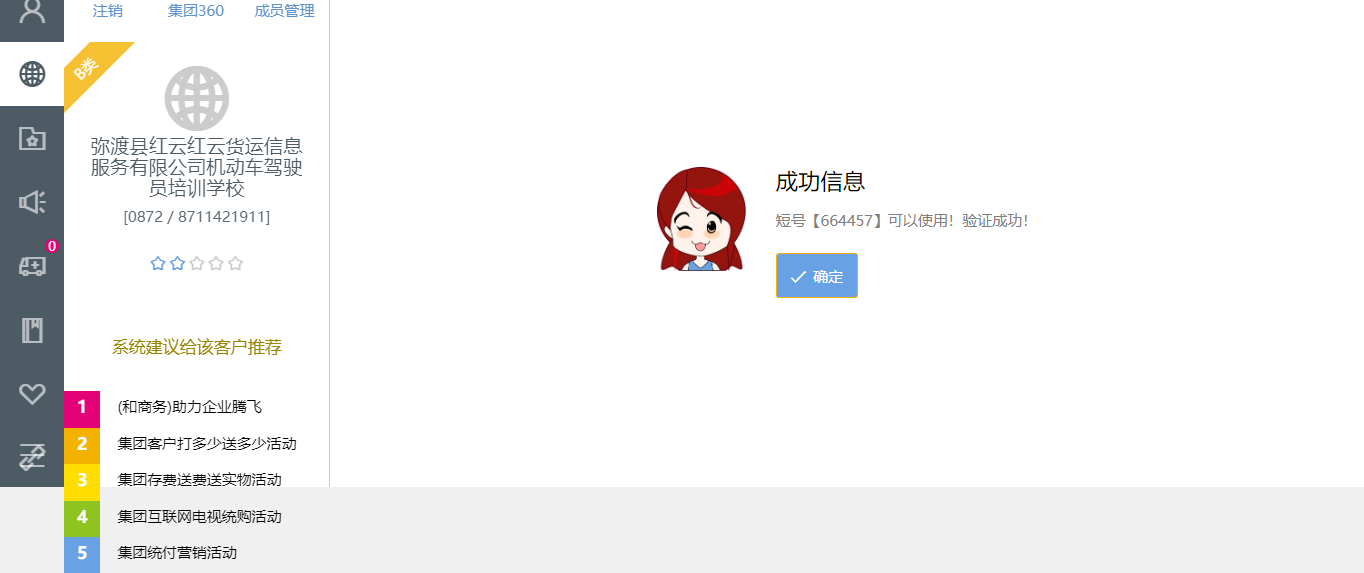 注销 集团360 成员管理
B类
弥渡县红云红云货运信息
服务有限公司机动车驾驶
员培训学校
[0872 / 8711421911]
0
系统建议给该客户推荐
1 (和商务)助力企业腾飞
2 集团客户打多少送多少活动
3 集团存费送费送实物活动
4 集团互联网电视统购活动
5 集团统付营销活动
成功信息
短号【664457】可以使用！验证成功！
确定